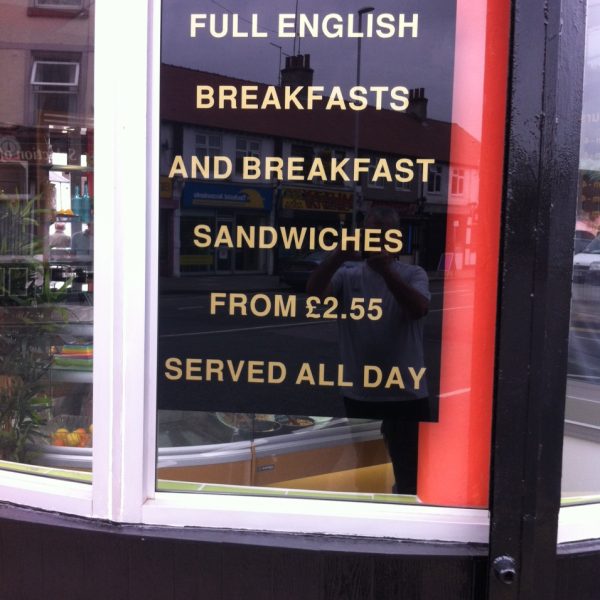 FULL ENGLISH
BREAKFASTS
AND BREAKFAST
SANDWICHES
FROM £2.55
SERVED ALL DAY